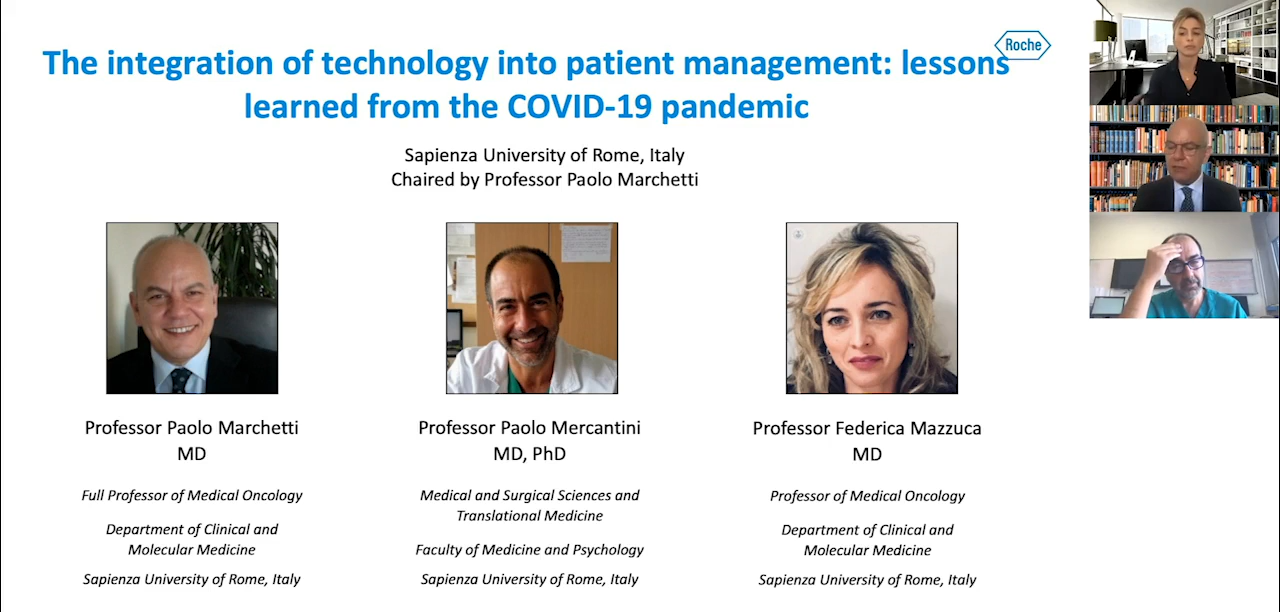 Roche
The integration of technology into patient management: lessons
learned from the COVID-19 pandemic
Sapienza University of Rome, Italy
Chaired by Professor Paolo Marchetti
Professor Paolo Marchetti
MD
Full Professor of Medical Oncology
Department of Clinical and
Molecular Medicine
Sapienza University of Rome, Italy
Professor Paolo Mercantini
MD, PhD
Medical and Surgical Sciences and
Translational Medicine
Faculty of Medicine and Psychology
Sapienza University of Rome, Italy
Professor Federica Mazzuca
MD
Professor of Medical Oncology
Department of Clinical and
Molecular Medicine
Sapienza University of Rome, Italy